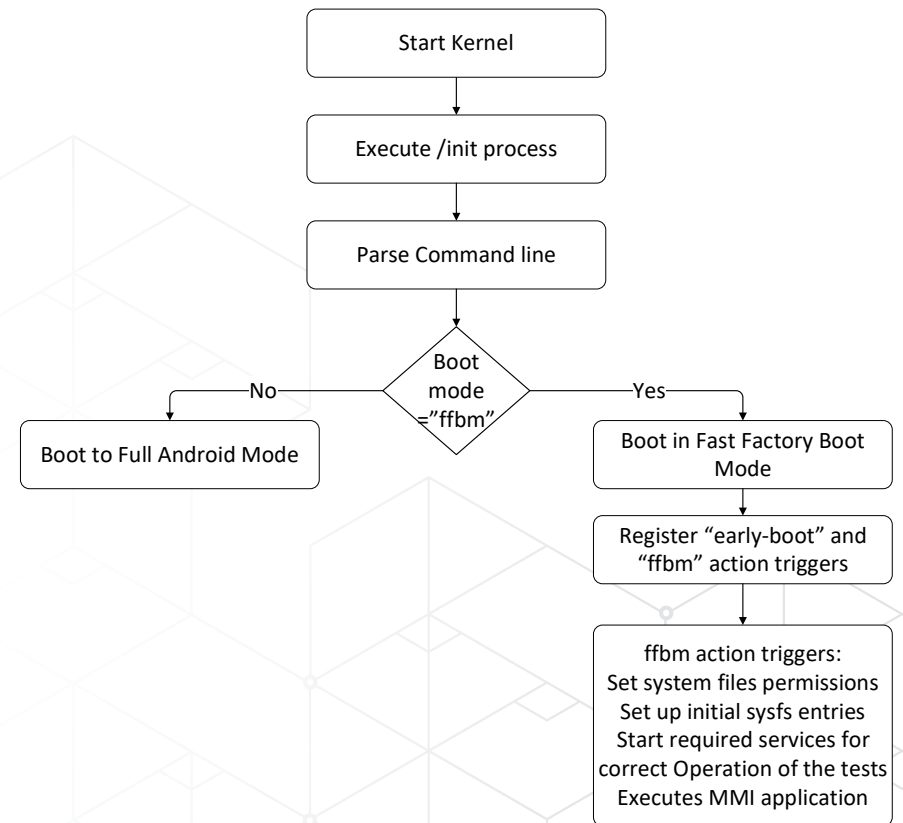 Start Kernel
Execute /init process
Parse Command line
Boot
mode
=”ffbm”
No
Yes
Boot to Full Android Mode
Boot in Fast Factory Boot
Mode
Register “early-boot” and
“ffbm” action triggers
ffbm action triggers:
Set system files permissions
Set up initial sysfs entries
Start required services for
correct Operation of the tests
Executes MMI application